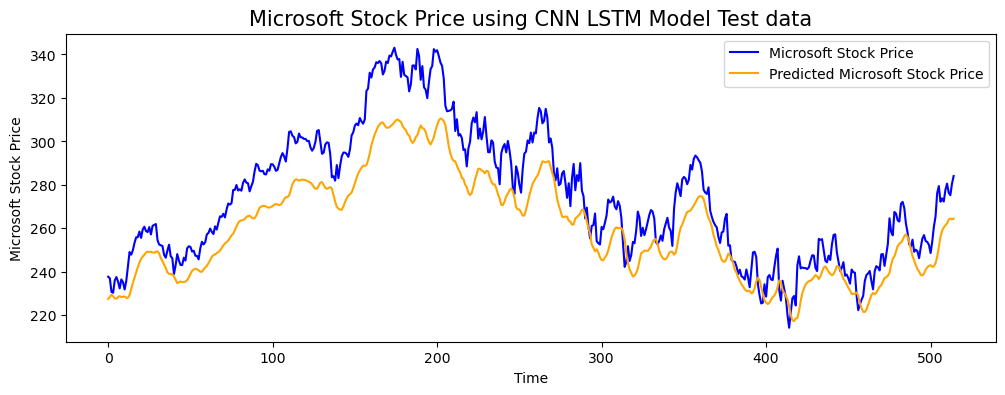 Microsoft Stock Price using CNN LSTM Model Test data
Microsoft Stock Price
Predicted Microsoft Stock Price
Microsoft Stock Price
340
320
300
280
260
240
220
0 100 200 300 400 500
Time